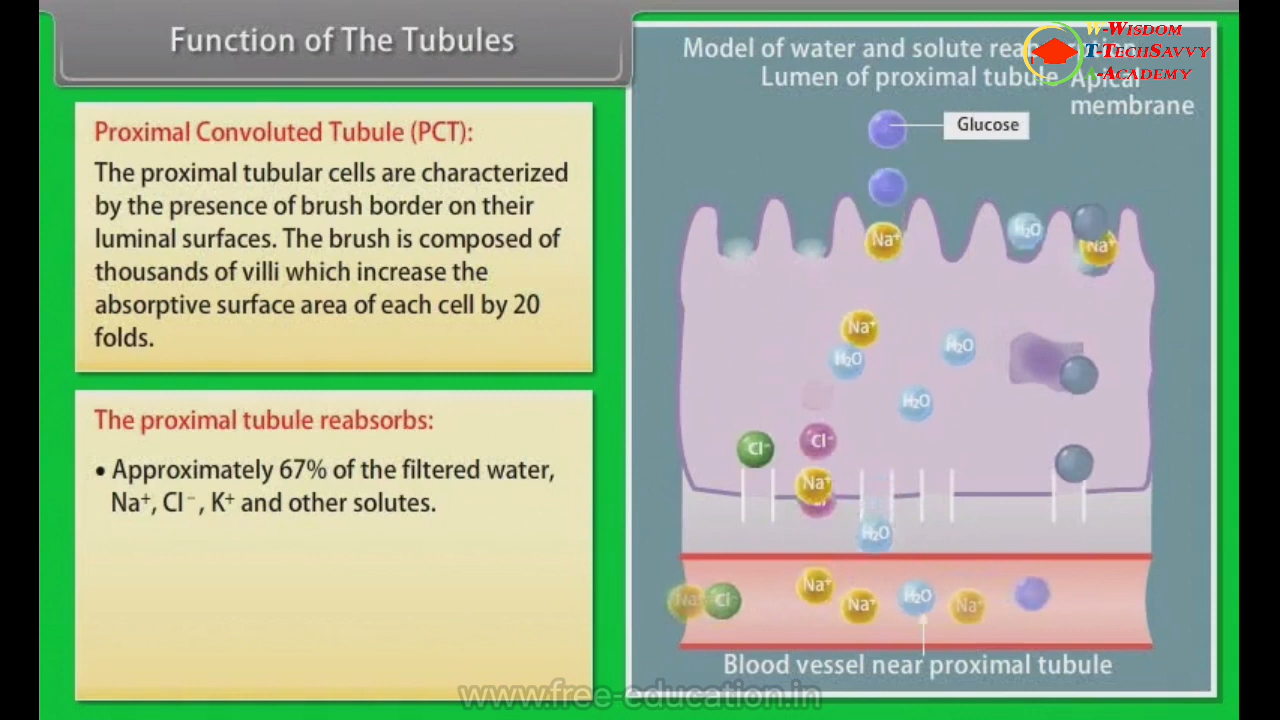 Function of The Tubules
Proximal Convoluted Tubule (PCT):
The proximal tubular cells are characterized
by the presence of brush border on their
luminal surfaces. The brush is composed of
thousands of villi which increase the
absorptive surface area of each cell by 20
folds.
The proximal tubule reabsorbs:
• Approximately 67% of the filtered water,
Na⁺, Cl⁻, K⁺ and other solutes.
Model of water and solute
Lumen of proximal tubule
Apical
membrane
W-WISDOM
T-TECHSAVVY
A-ACADEMY
Glucose
Na⁺
H₂O
Na⁺
Na⁺
H₂O
H₂O
H₂O
Cl⁻
Cl⁻
Na⁺
H₂O
Na⁺
Cl⁻
Na⁺
Na⁺
H₂O
Na⁺
Blood vessel near proximal tubule
www.free-education.in